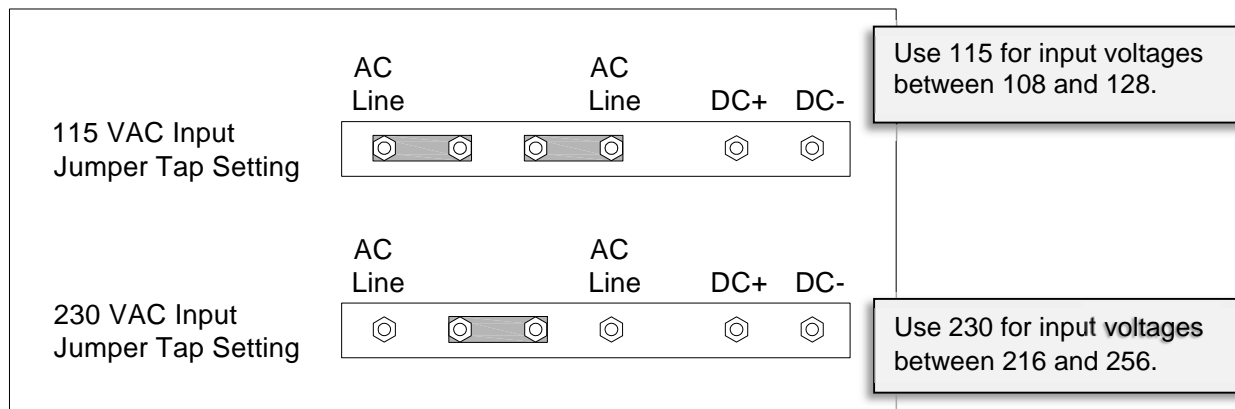 AC
Line
AC
Line
DC+ DC-
115 VAC Input
Jumper Tap Setting
Use 115 for input voltages
between 108 and 128.
AC
Line
AC
Line
DC+ DC-
230 VAC Input
Jumper Tap Setting
Use 230 for input voltages
between 216 and 256.